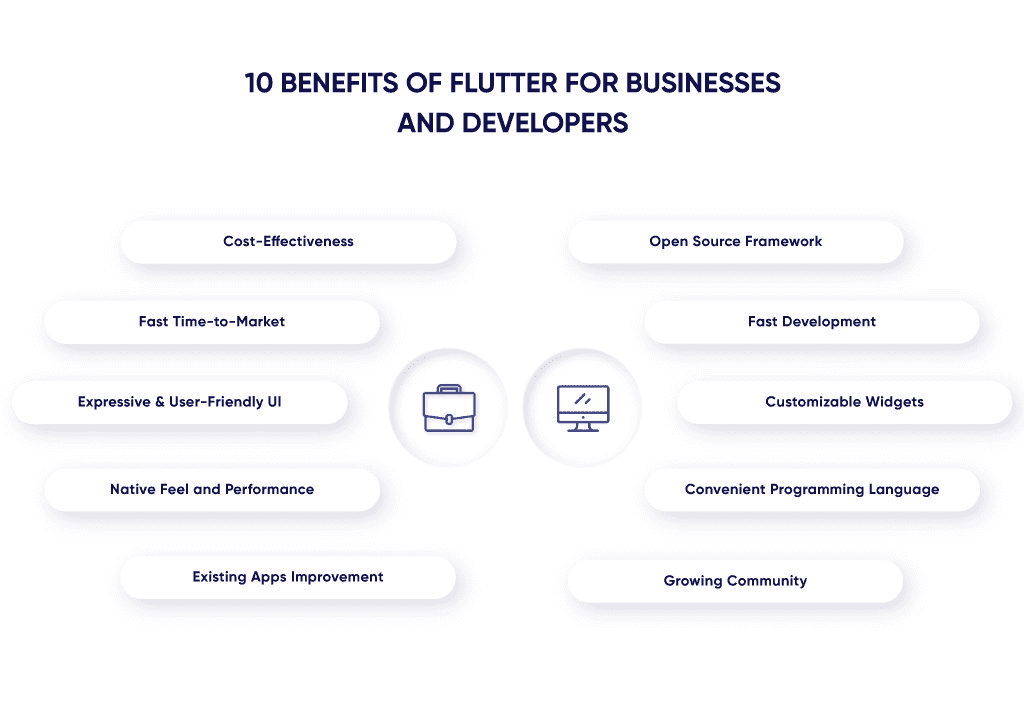 10 BENEFITS OF FLUTTER FOR BUSINESSES
AND DEVELOPERS
Cost-Effectiveness
Fast Time-to-Market
Expressive & User-Friendly UI
Native Feel and Performance
Existing Apps Improvement
Open Source Framework
Fast Development
Customizable Widgets
Convenient Programming Language
Growing Community